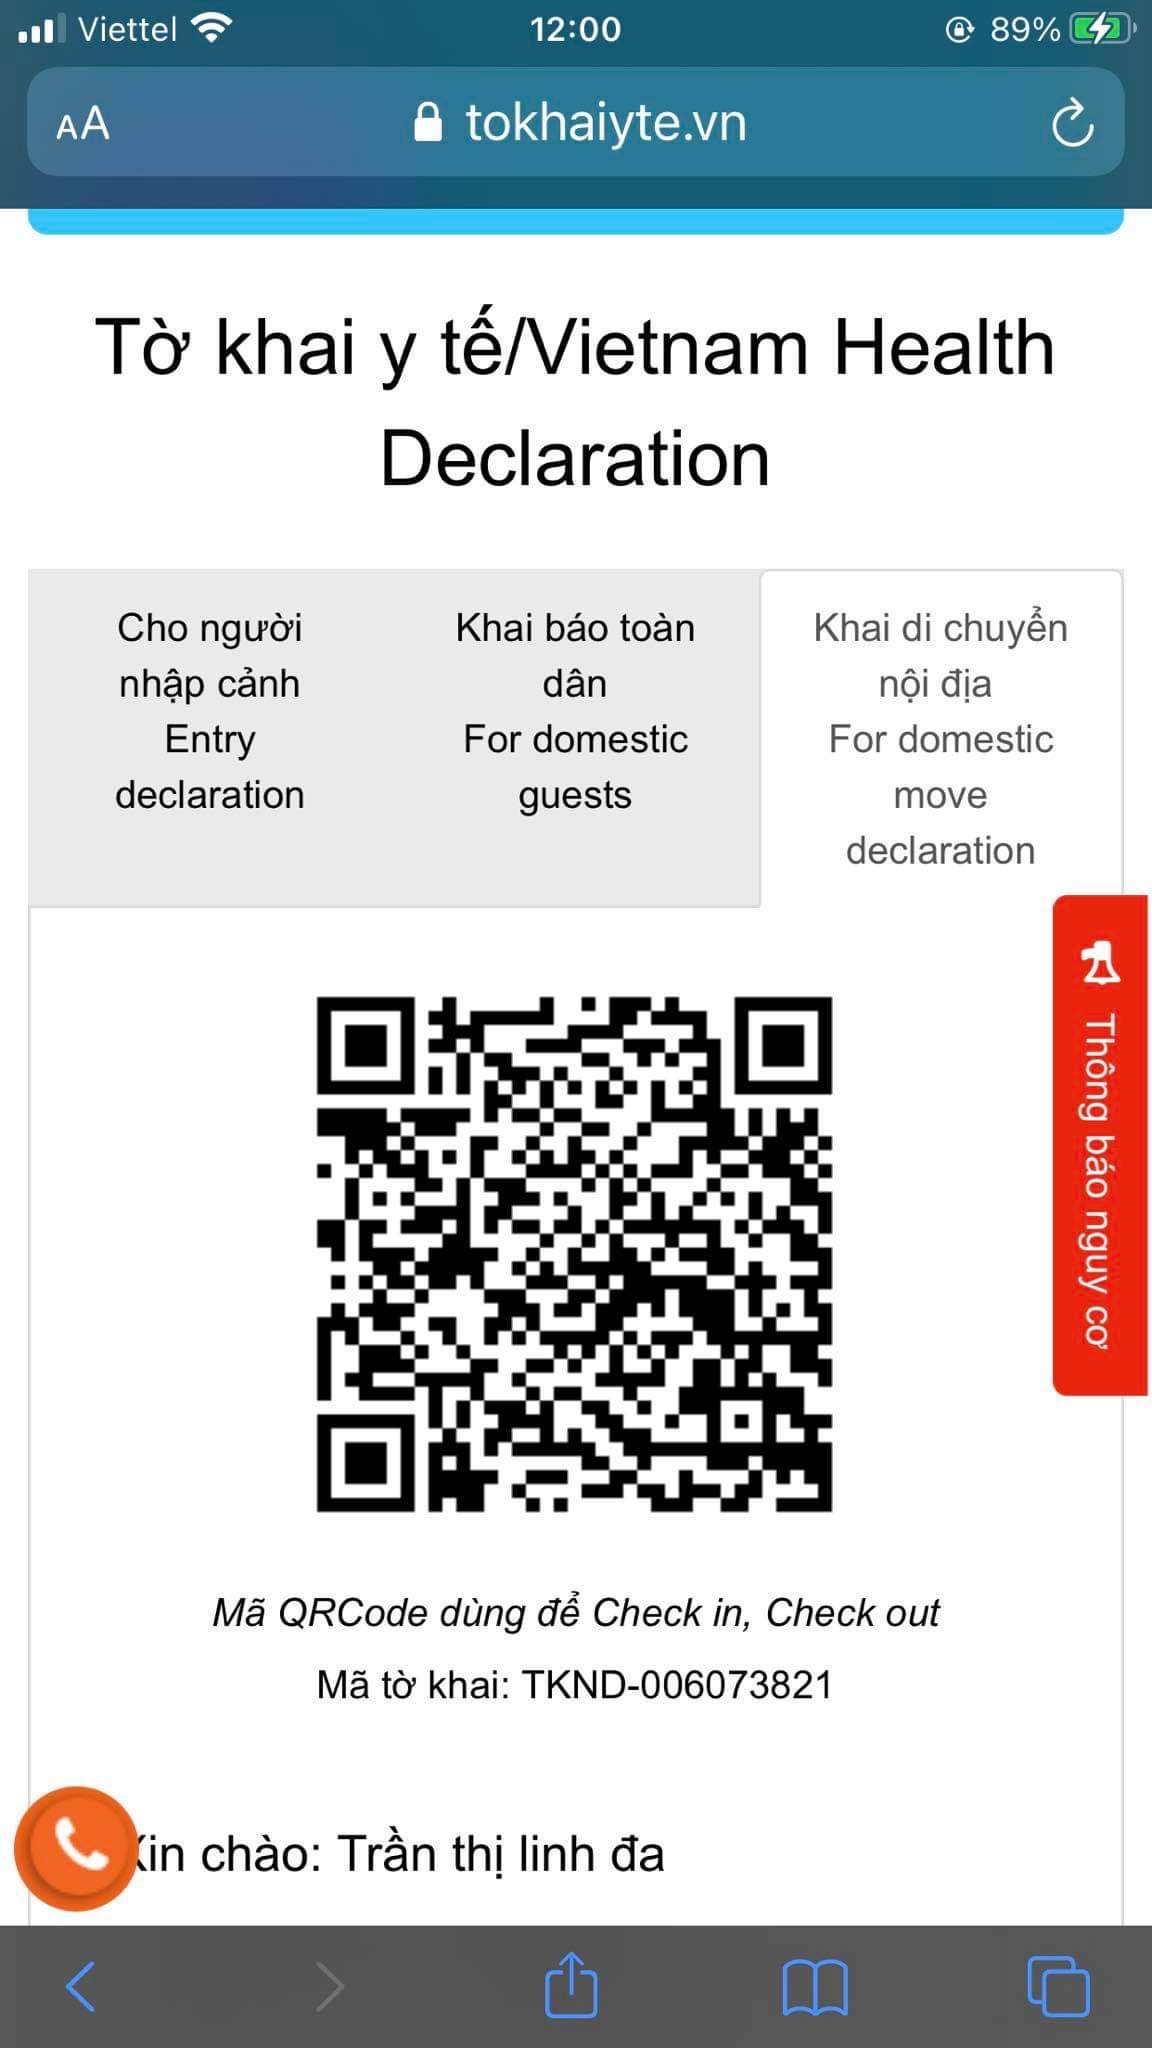 Viettel 12:00 89%
AA tokhaiyte.vn
Tờ khai y tế/Vietnam Health
Declaration
Cho người
nhập cảnh
Entry
declaration
Khai báo toàn
dân
For domestic
guests
Khai di chuyển
nội địa
For domestic
move
declaration
Thông báo nguy cơ
Mã QRCode dùng để Check in, Check out
Mã tờ khai: TKND-006073821
Xin chào: Trần thị linh đa